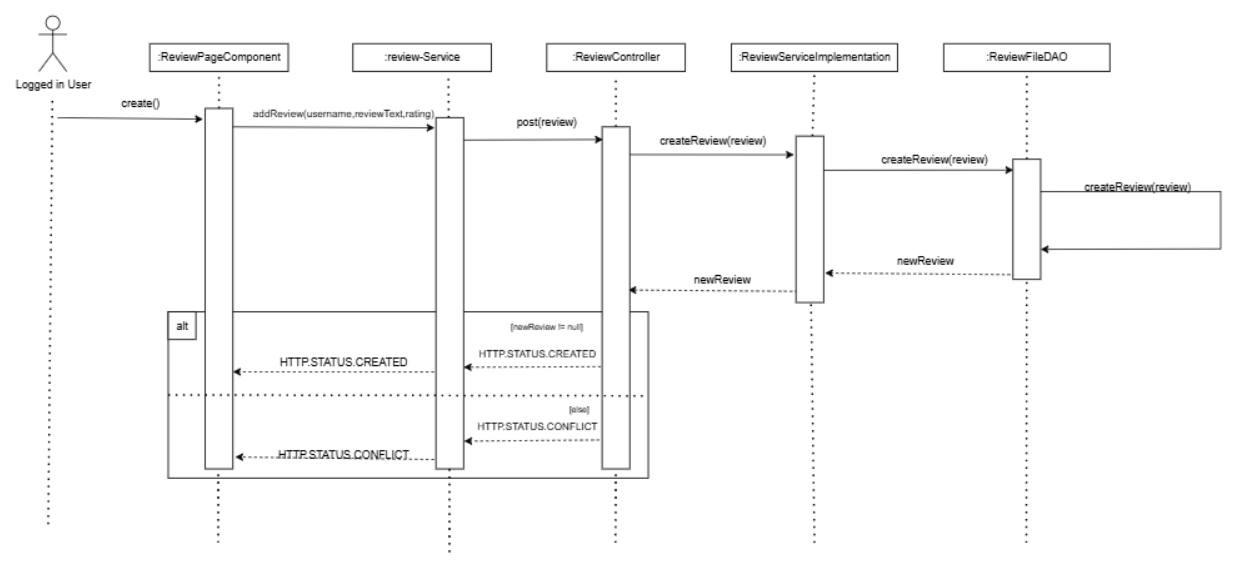 :ReviewPageComponent
:review-Service
:ReviewController
:ReviewServiceImplementation
:ReviewFileDAO
Logged in User
create()
addReview(username,reviewText,rating)
post(review)
createReview(review)
createReview(review)
createReview(review)
newReview
newReview
alt
[newReview != null]
HTTP.STATUS.CREATED
HTTP.STATUS.CREATED
[else]
HTTP.STATUS.CONFLICT
HTTP.STATUS.CONFLICT